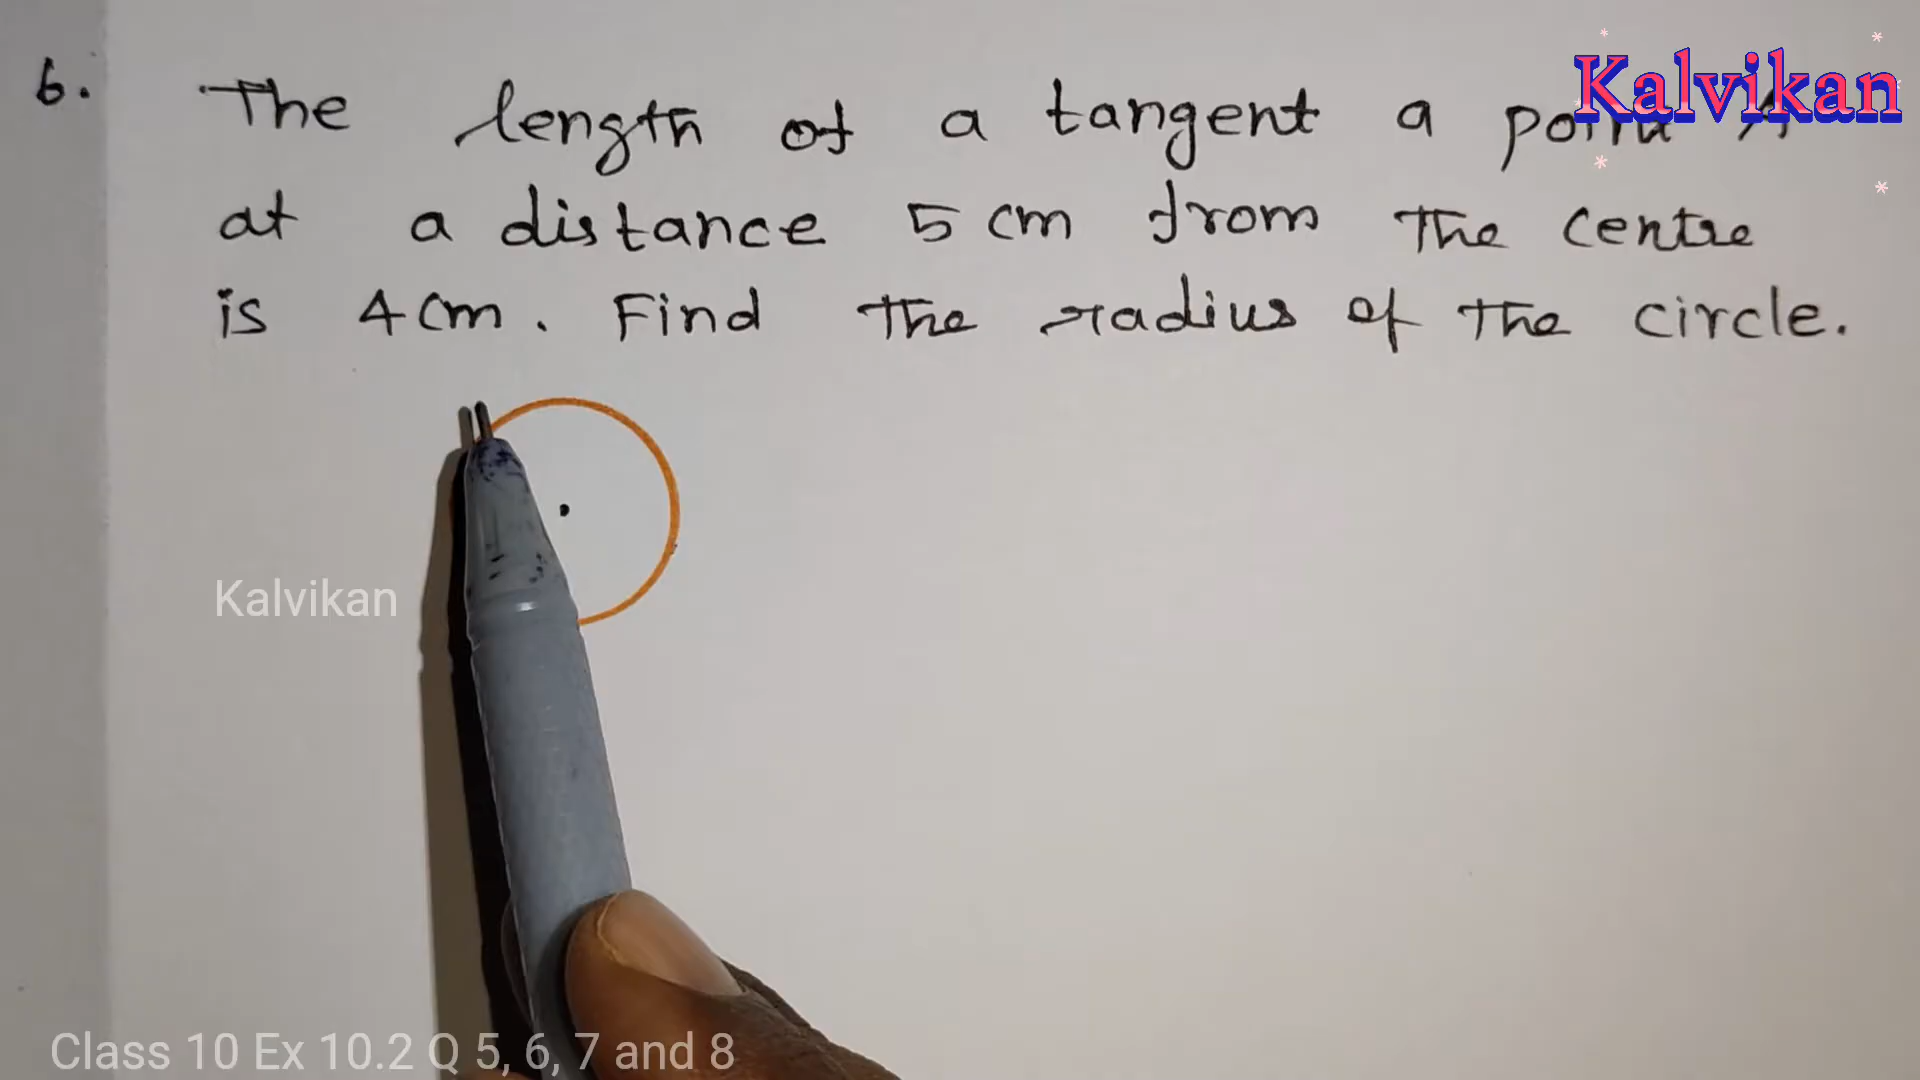 Kalvikan
6. The length of a tangent a point A
at a distance 5 cm from the centre
is 4 cm. Find the radius of the circle.
Kalvikan
Class 10 Ex 10.2 Q 5, 6, 7 and 8